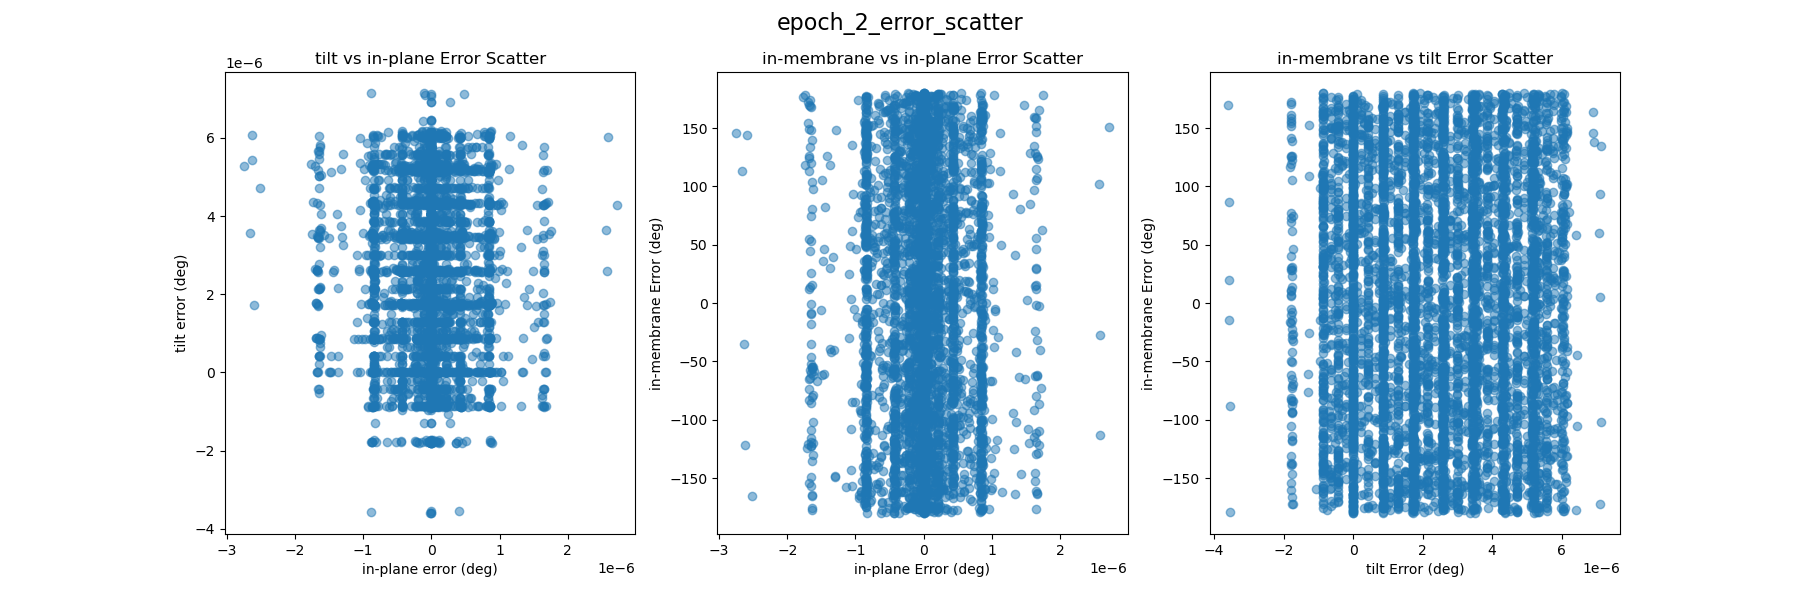 epoch_2_error_scatter
tilt vs in-plane Error Scatter
1e−6
tilt error (deg)
6
4
2
0
−2
−4
−3
−2
−1
0
1
2
in-plane error (deg)
1e−6
in-membrane vs in-plane Error Scatter
in-membrane Error (deg)
150
100
50
0
−50
−100
−150
−3
−2
−1
0
1
2
in-plane Error (deg)
1e−6
in-membrane vs tilt Error Scatter
in-membrane Error (deg)
150
100
50
0
−50
−100
−150
−4
−2
0
2
4
6
tilt Error (deg)
1e−6